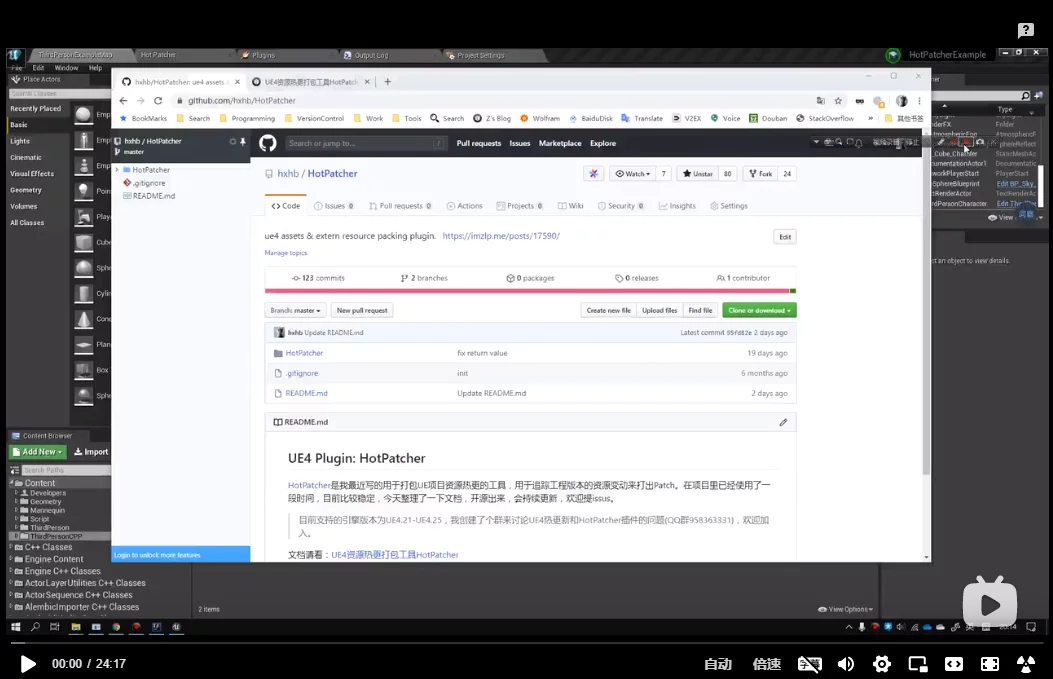 ThirdPersonExampleMap
Hot Patcher
Plugins
Output Log
Project Settings
HotPatcherExample
File Edit Window Help
Place Actors
Search Classes
Recently Placed
Basic
Lights
Cinematic
Visual Effects
Geometry
Volumes
All Classes
hxhb/HotPatcher: ue4 assets
UE4资源热更打包工具HotPatch
github.com/hxhb/HotPatcher
BookMarks
Search
Programming
VersionControl
Work
Tools
Search
Z's Blog
Wolfram
BaiduDisk
Translate
VZEX
Voice
Douban
StackOverflow
其他书签
hxhb / HotPatcher
master
HotPatcher
.gitignore
README.md
Search or jump to...
Pull requests Issues Marketplace Explore
hxhb / HotPatcher
Watch 7
Unstar 80
Fork 24
Code
Issues 0
Pull requests 0
Actions
Projects 0
Wiki
Security 0
Insights
Settings
ue4 assets & extern resource packing plugin. https://imzlp.me/posts/17590/
Edit
Manage topics
123 commits
2 branches
0 packages
0 releases
1 contributor
Branch: master
New pull request
Create new file
Upload files
Find file
Clone or download
hxhb Update README.md
Latest commit 95fd82e 2 days ago
HotPatcher fix return value 19 days ago
.gitignore init 6 months ago
README.md Update README.md 2 days ago
README.md
UE4 Plugin: HotPatcher
HotPatcher是我最近写的用于打包UE项目资源热更的工具，用于追踪工程版本的资源变动来打出Patch。在项目里已经使用了一
段时间，目前比较稳定，今天整理了一下文档，开源出来，会持续更新，欢迎提issus。
目前支持的引擎版本为UE4.21-UE4.25，我创建了个群来讨论UE4热更新和HotPatcher插件的问题(QQ群958363331)，欢迎加
入。
文档请看：UE4资源热更打包工具HotPatcher
Login to unlock more features
Type
Folder
PlayerStart
View
ct an object to view details.
Content Browser
Add New
Import
Search Paths
Content
Developers
Geometry
Mannequin
Script
ThirdPerson
ThirdPersonCPP
C++ Classes
Engine Content
Engine C++ Classes
ActorLayerUtilities C++ Classes
ActorSequence C++ Classes
AlembicImporter C++ Classes
2 items
View Options
英
20:14
00:00 / 24:17
自动
倍速